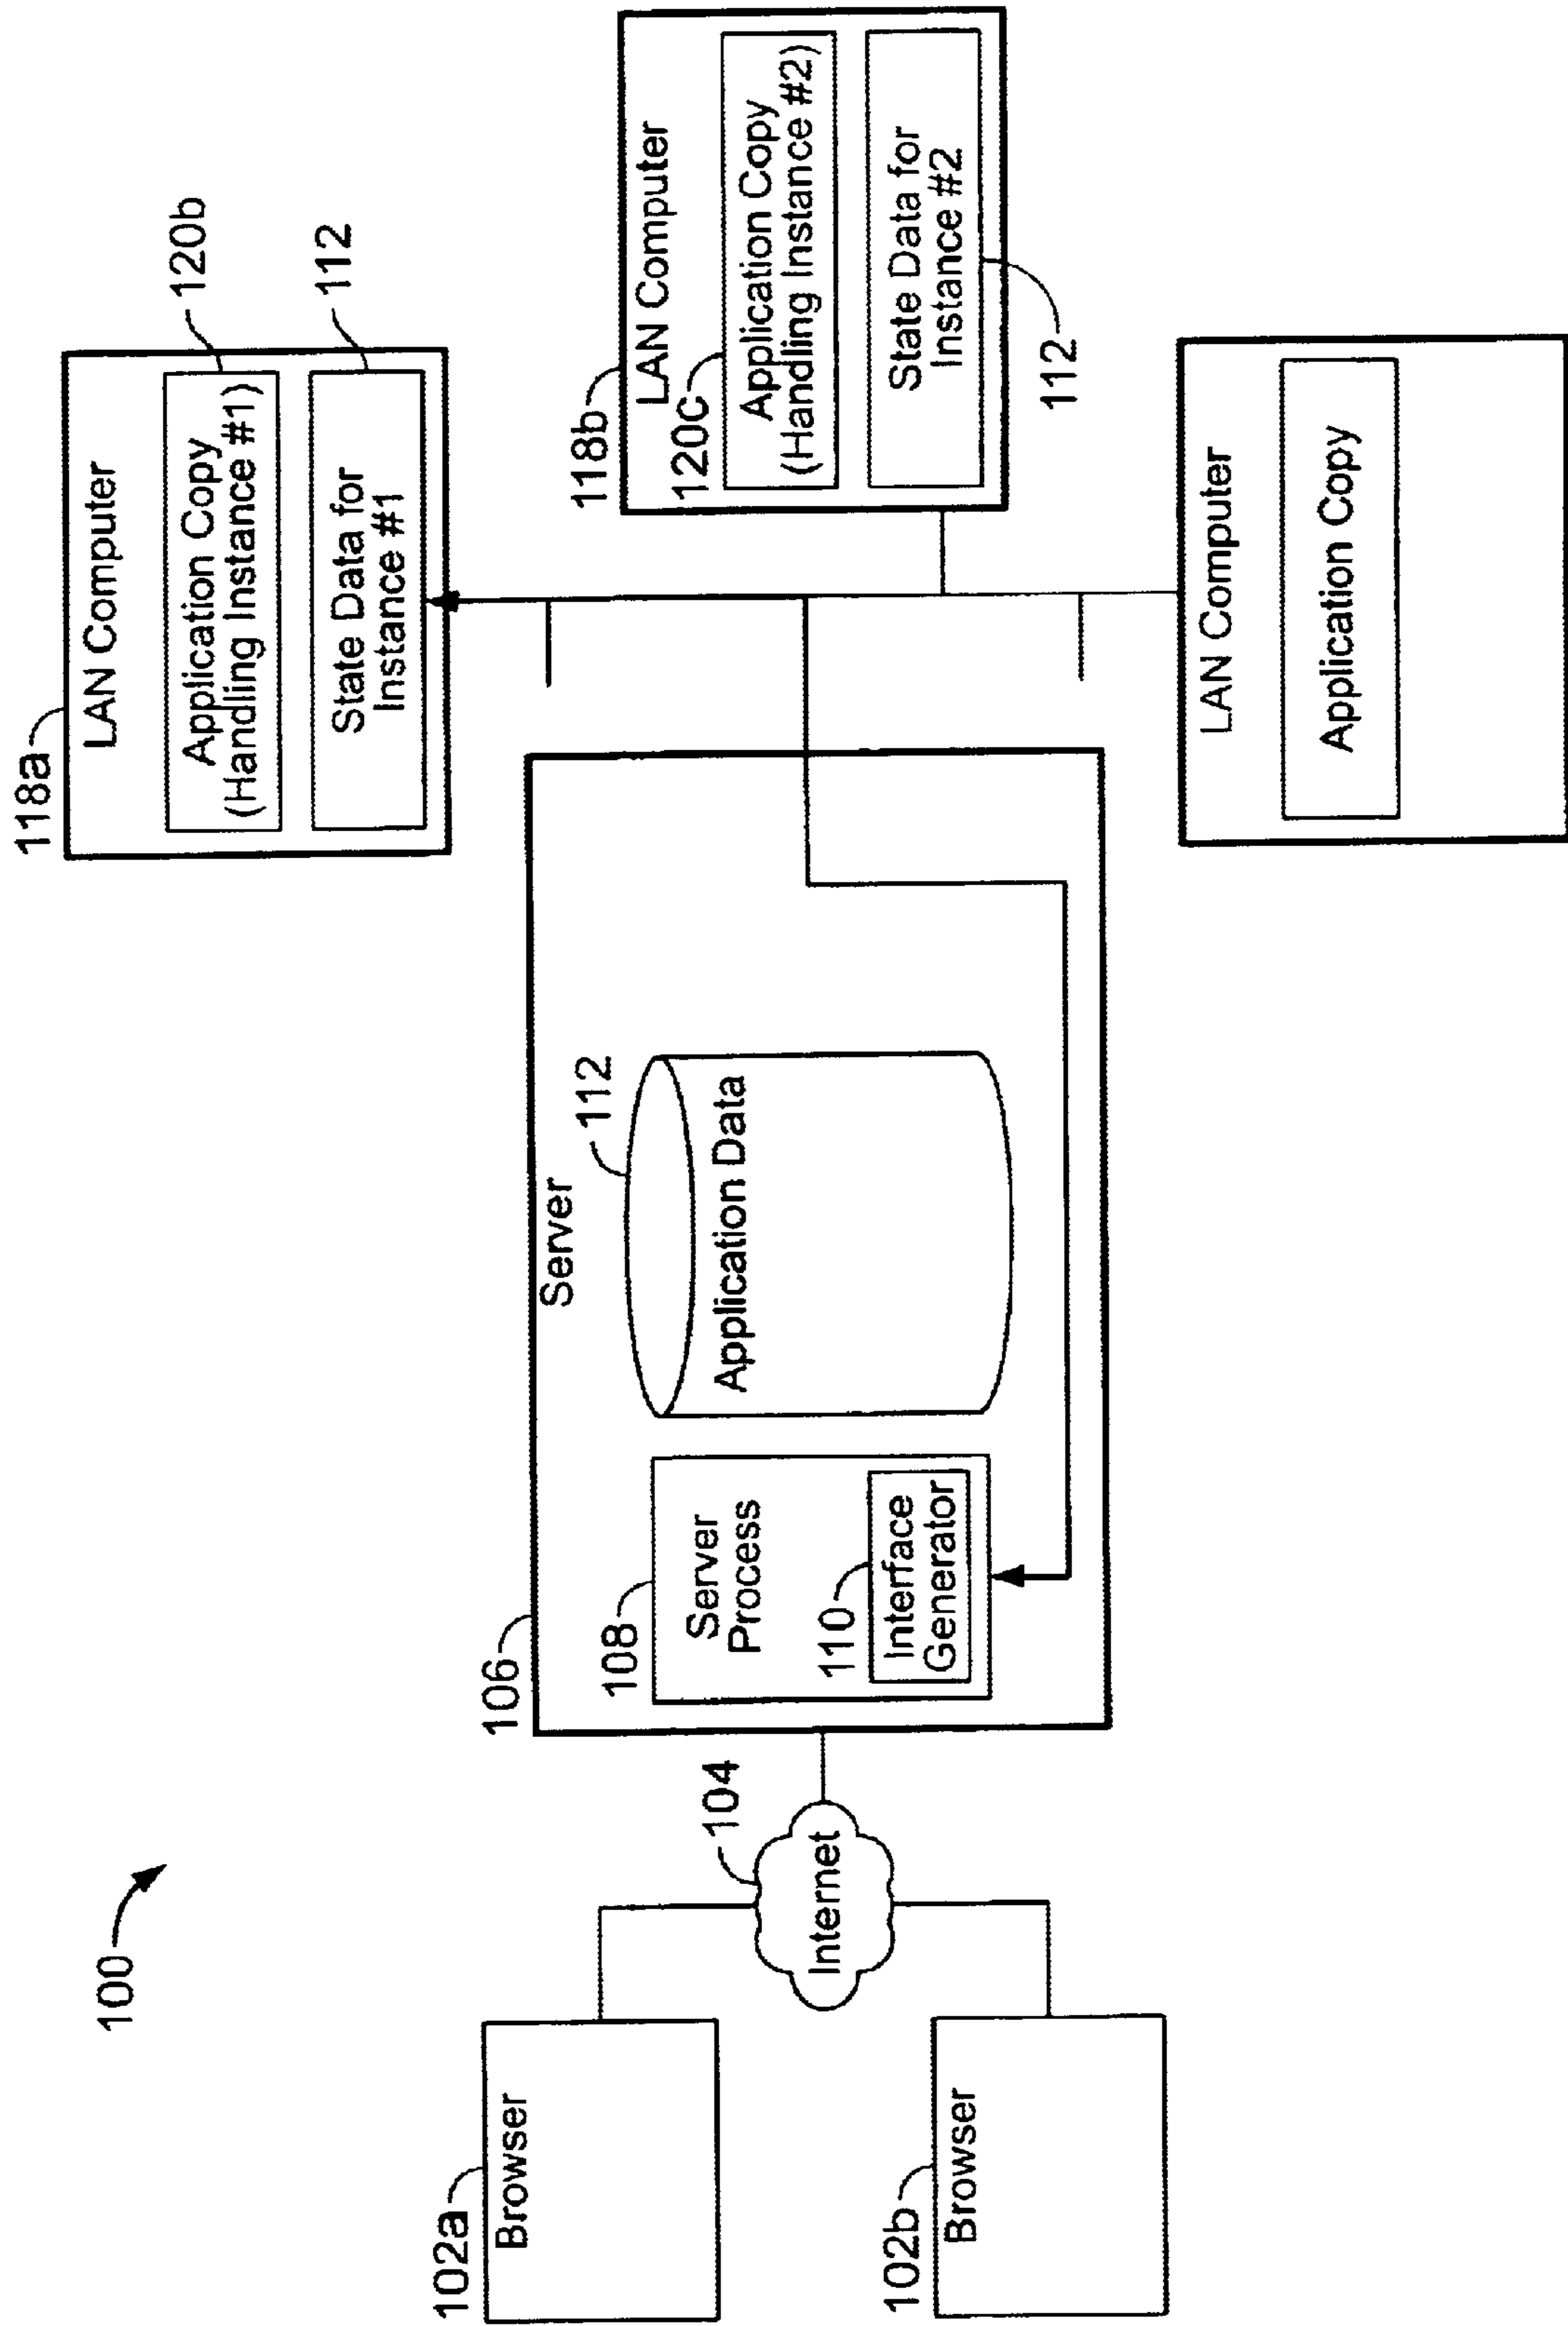 100
102a
Browser
102b
Browser
104
Internet
106
Server
108
Server
Process
110
Interface
Generator
112
Application Data
118a
LAN Computer
120b
Application Copy
(Handling Instance #1)
112
State Data for
Instance #1
118b
LAN Computer
120c
Application Copy
(Handling Instance #2)
State Data for
Instance #2
112
LAN Computer
Application Copy